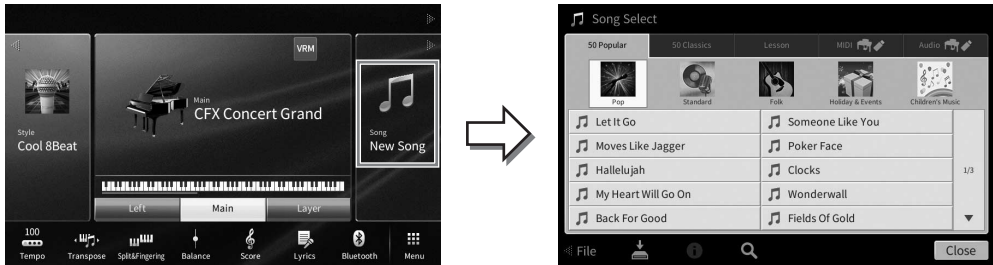 VRM
Style
Cool 8Beat
Main
CFX Concert Grand
Song
New Song
Left Main Layer
100
Tempo Transpose Split&Fingering Balance Score Lyrics Bluetooth Menu
Song Select
50 Popular 50 Classics Lesson MIDI Audio
Pop Standard Folk Holiday & Events Children's Music
Let It Go Someone Like You
Moves Like Jagger Poker Face
Hallelujah Clocks 1/3
My Heart Will Go On Wonderwall
Back For Good Fields Of Gold
File Close